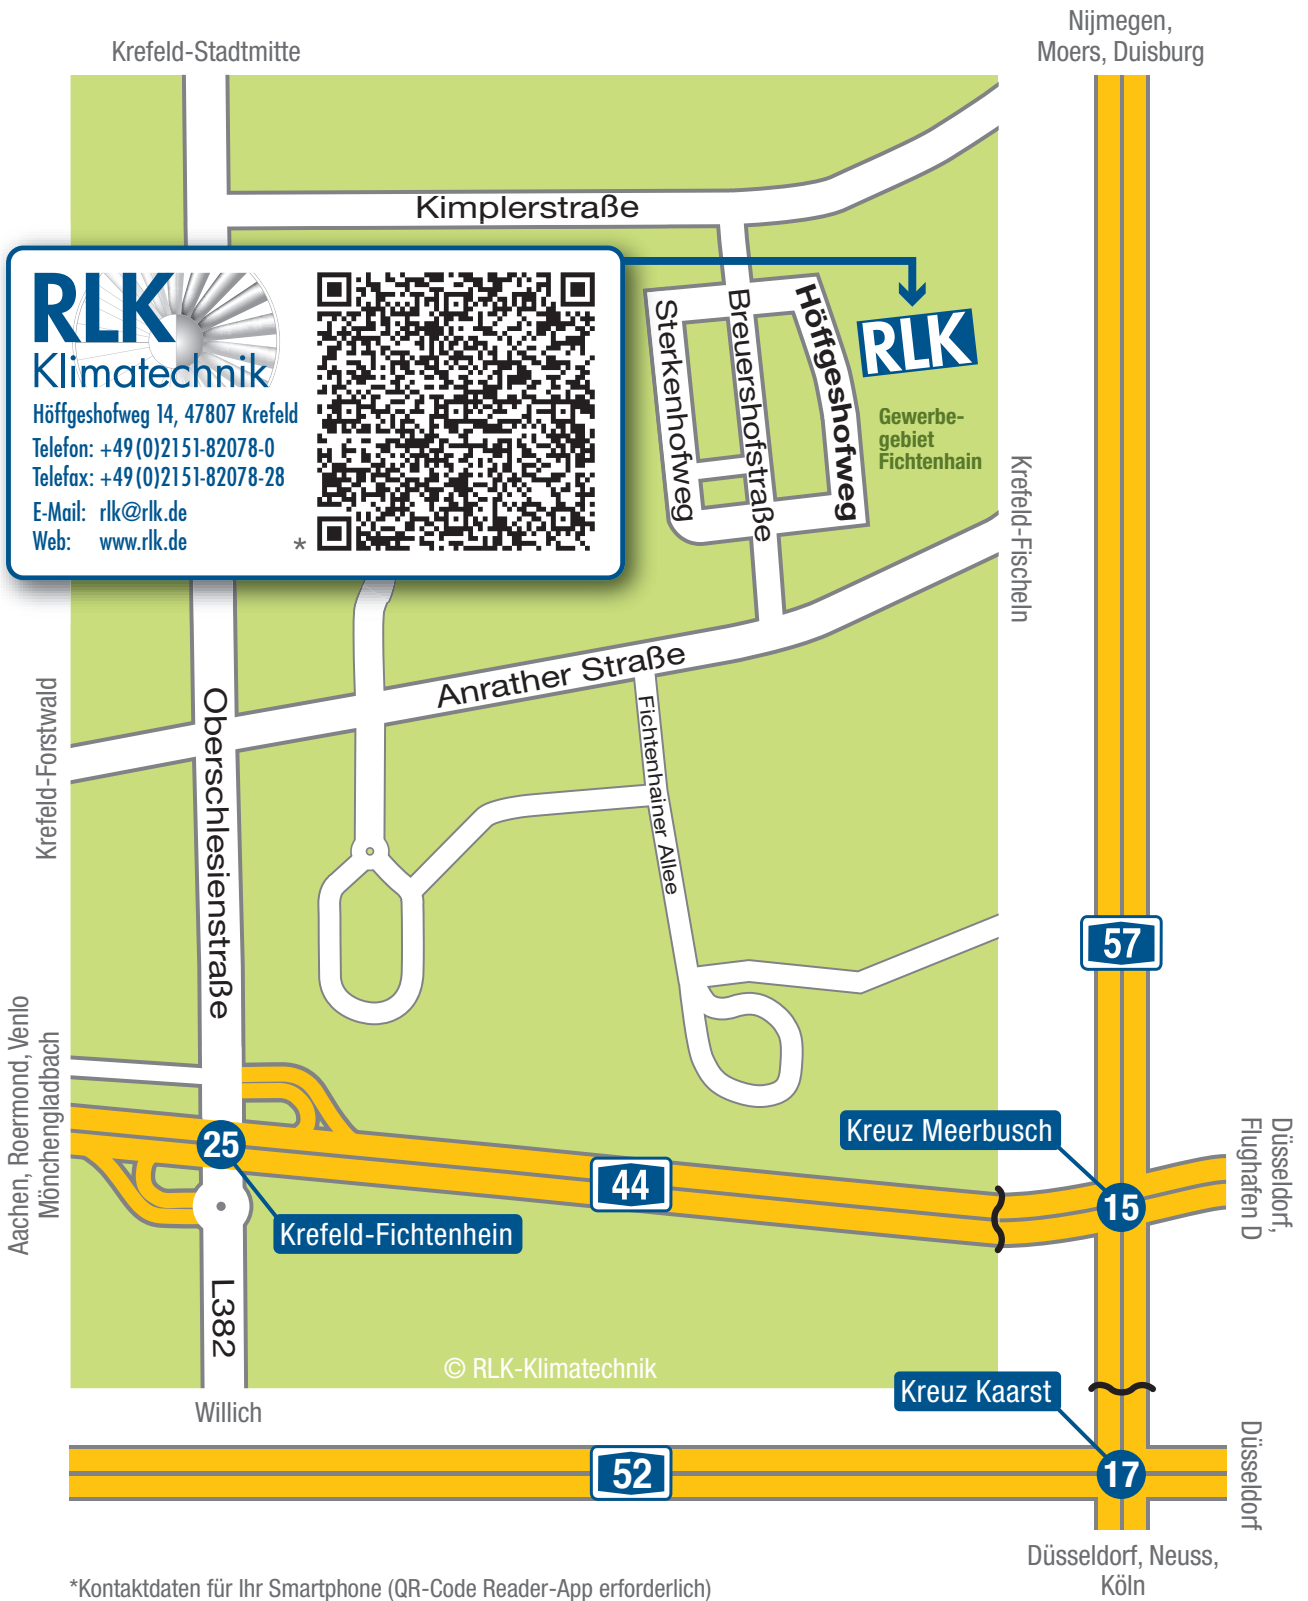 Nijmegen,
Moers, Duisburg
Krefeld-Stadtmitte
Kimplerstraße
RLK
Klimatechnik
Höffgeshofweg 14, 47807 Krefeld
Telefon: +49(0)2151-82078-0
Telefax: +49(0)2151-82078-28
E-Mail: rlk@rlk.de
Web: www.rlk.de
*
Sterkenhofweg
Breuershofstraße
Höffgeshofweg
RLK
Gewerbe-
gebiet
Fichtenhain
Krefeld-Fischeln
Anrather Straße
Krefeld-Forstwald
Oberschlesienstraße
Fichtenhainer Allee
57
Aachen, Roermond, Venlo
Mönchengladbach
25
Krefeld-Fichtenhein
44
Kreuz Meerbusch
15
Düsseldorf,
Flughafen D
L382
© RLK-Klimatechnik
Willich
Kreuz Kaarst
52
17
Düsseldorf
Düsseldorf, Neuss,
Köln
*Kontaktdaten für Ihr Smartphone (QR-Code Reader-App erforderlich)